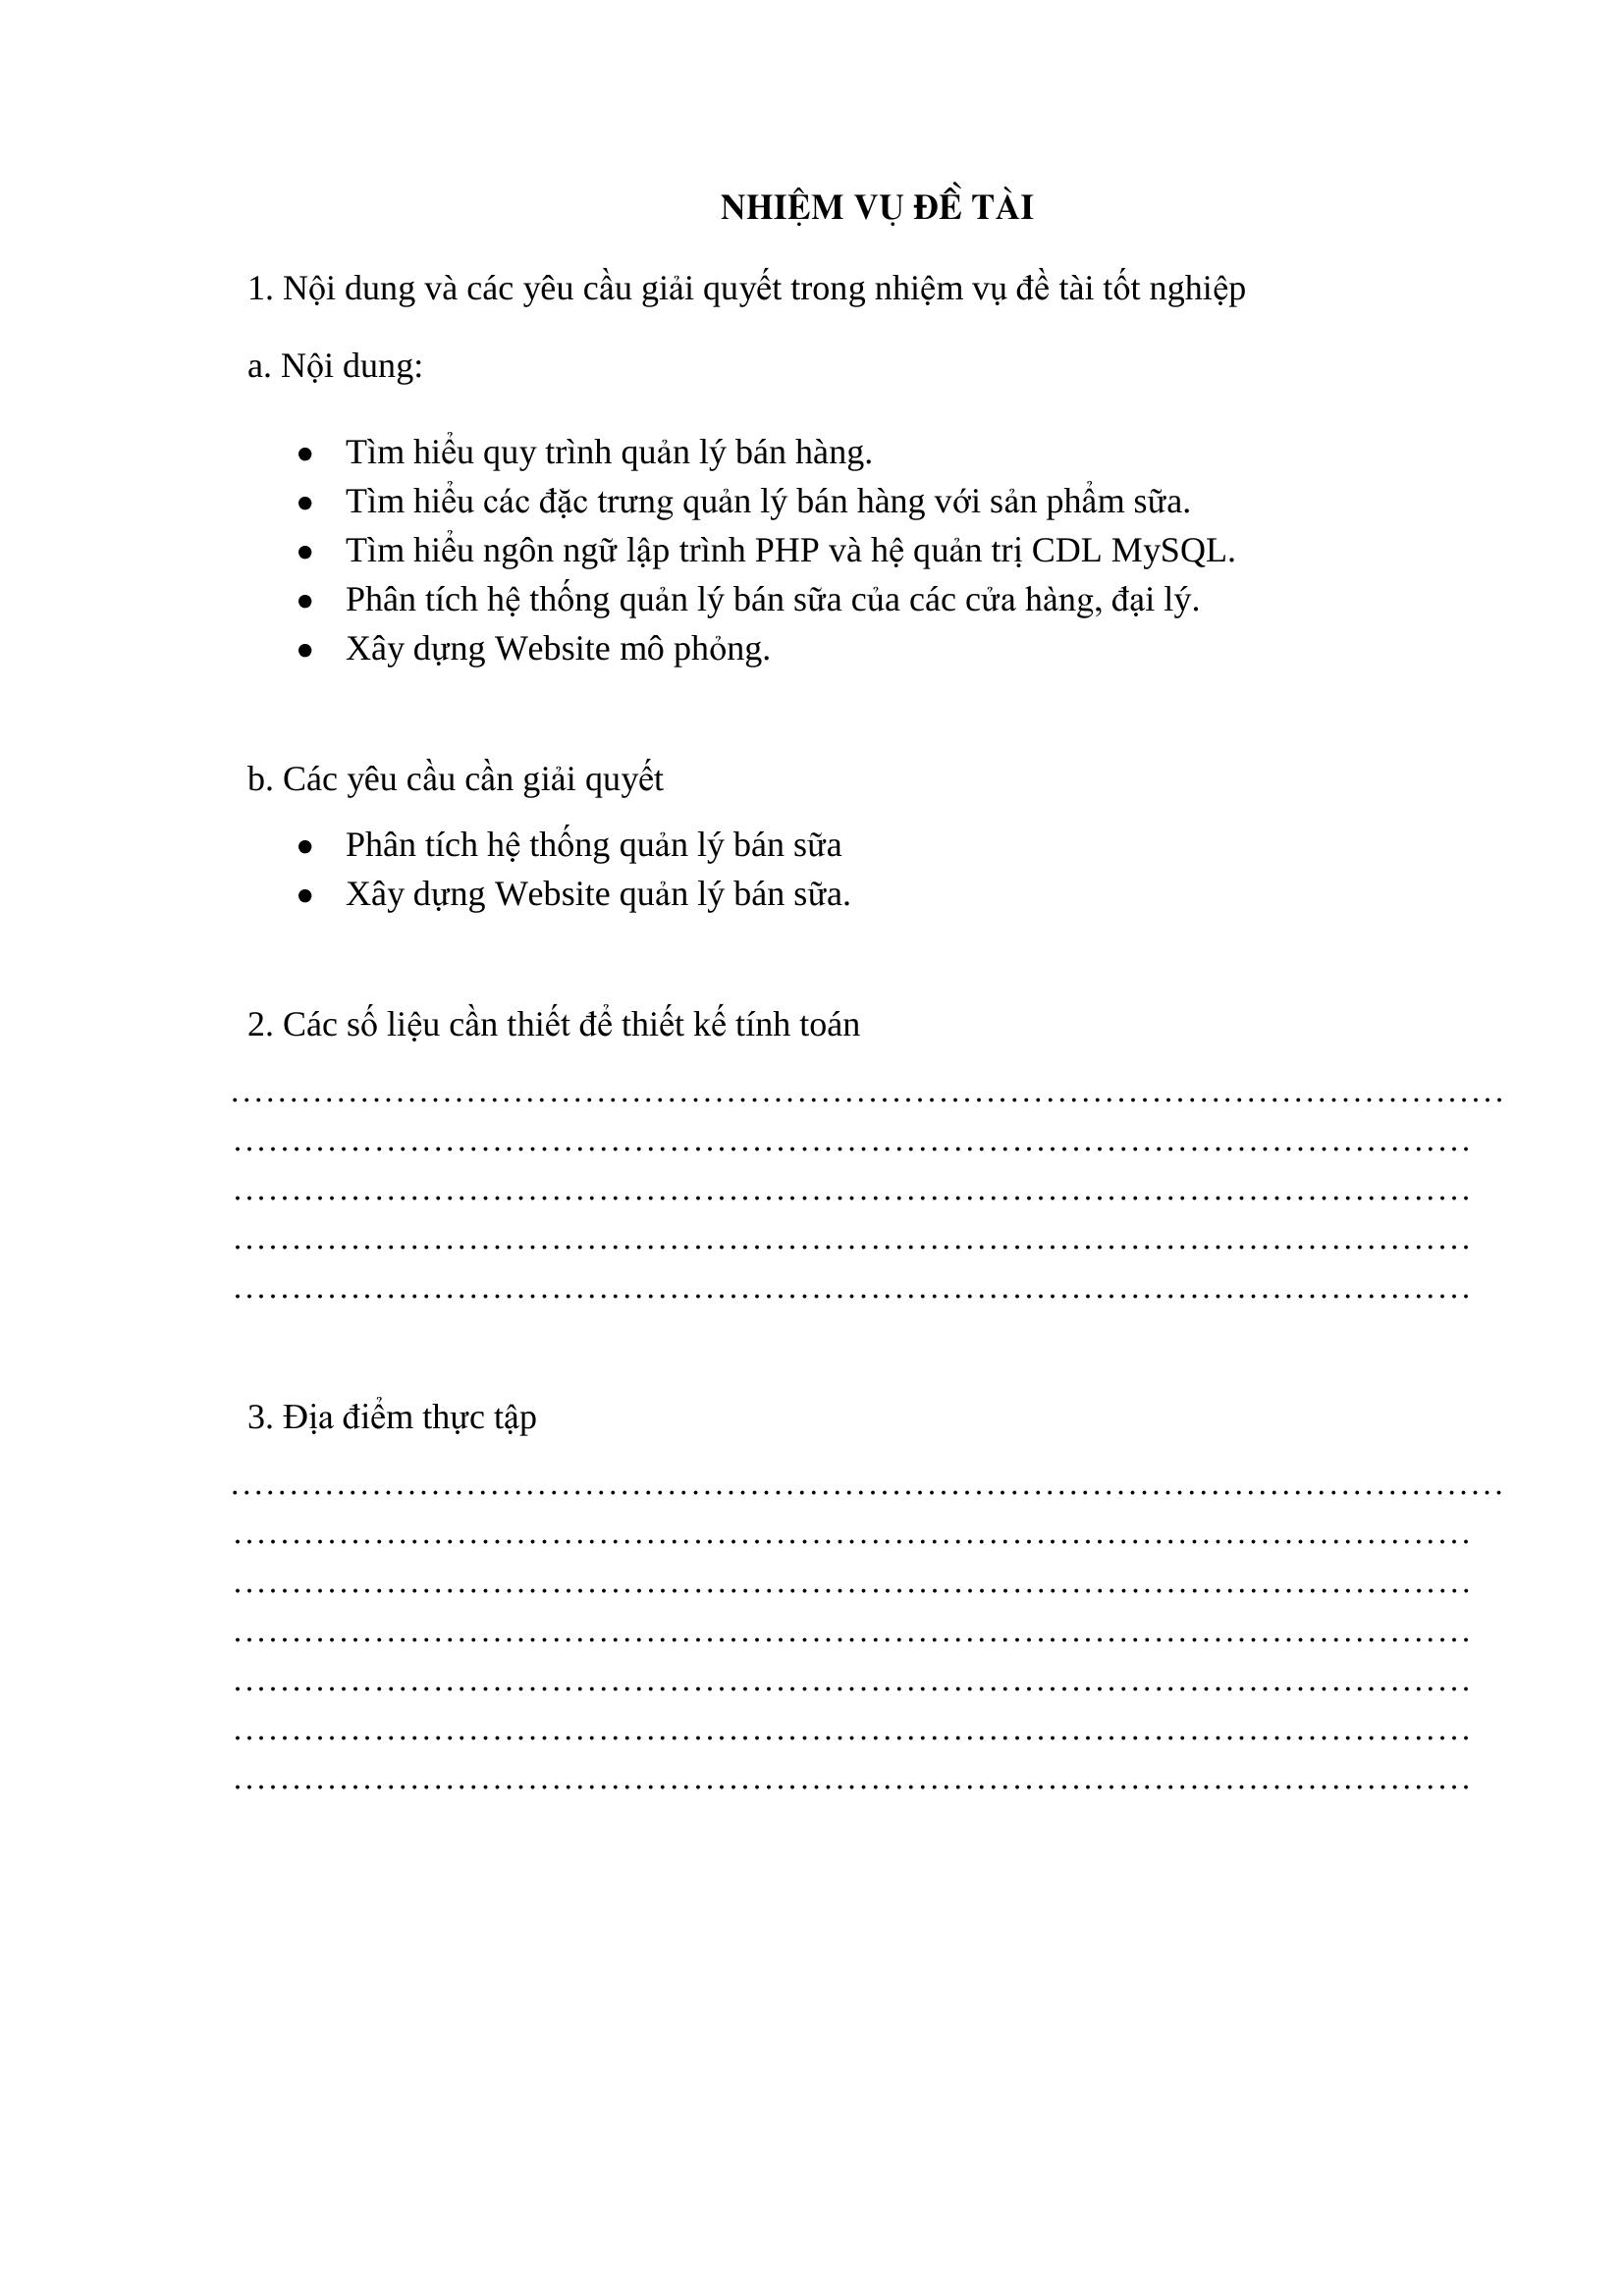 NHIỆM VỤ ĐỀ TÀI
1. Nội dung và các yêu cầu giải quyết trong nhiệm vụ đề tài tốt nghiệp
a. Nội dung:
● Tìm hiểu quy trình quản lý bán hàng.
● Tìm hiểu các đặc trưng quản lý bán hàng với sản phẩm sữa.
● Tìm hiểu ngôn ngữ lập trình PHP và hệ quản trị CDL MySQL.
● Phân tích hệ thống quản lý bán sữa của các cửa hàng, đại lý.
● Xây dựng Website mô phỏng.
b. Các yêu cầu cần giải quyết
● Phân tích hệ thống quản lý bán sữa
● Xây dựng Website quản lý bán sữa.
2. Các số liệu cần thiết để thiết kế tính toán
………………………………………………………………………………………………
……………………………………………………………………………………………
……………………………………………………………………………………………
……………………………………………………………………………………………
……………………………………………………………………………………………
3. Địa điểm thực tập
………………………………………………………………………………………………
……………………………………………………………………………………………
……………………………………………………………………………………………
……………………………………………………………………………………………
……………………………………………………………………………………………
……………………………………………………………………………………………
……………………………………………………………………………………………